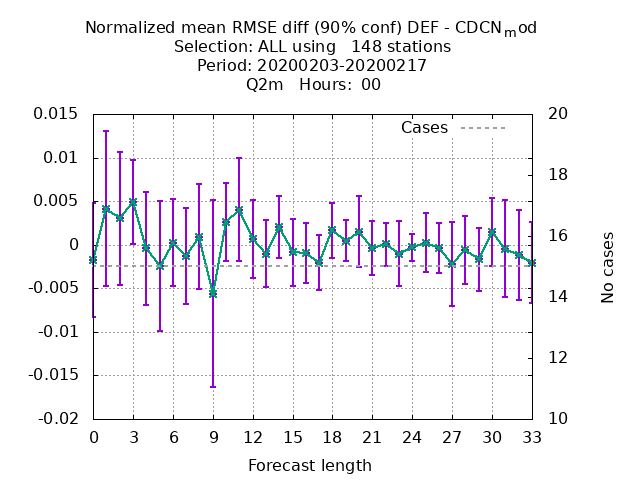 Normalized mean RMSE diff (90% conf) DEF - CDCNmod
Selection: ALL using   148 stations
Period: 20200203-20200217
Q2m   Hours:  00
Cases
0.015
0.01
0.005
0
-0.005
-0.01
-0.015
-0.02
20
18
16
14
12
10
No cases
0 3 6 9 12 15 18 21 24 27 30 33
Forecast length